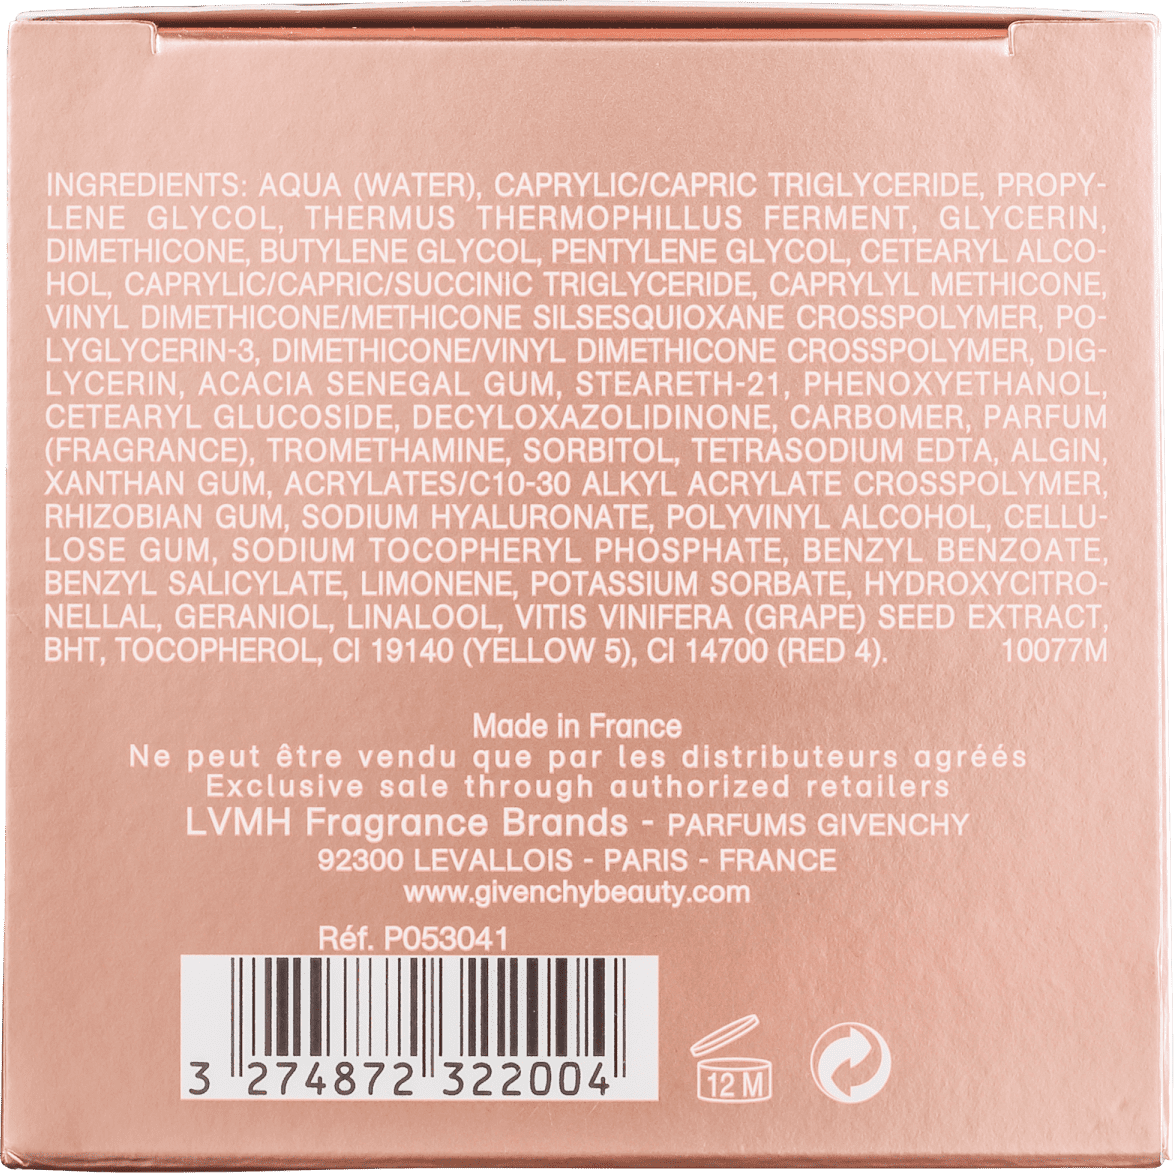 INGREDIENTS: AQUA (WATER), CAPRYLIC/CAPRIC TRIGLYCERIDE, PROPY-
LENE GLYCOL, THERMUS THERMOPHILLUS FERMENT, GLYCERIN,
DIMETHICONE, BUTYLENE GLYCOL, PENTYLENE GLYCOL, CETEARYL ALCO-
HOL, CAPRYLIC/CAPRIC/SUCCINIC TRIGLYCERIDE, CAPRYLYL METHICONE,
VINYL DIMETHICONE/METHICONE SILSESQUIOXANE CROSSPOLYMER, PO-
LYGLYCERIN-3, DIMETHICONE/VINYL DIMETHICONE CROSSPOLYMER, DIG-
LYCERIN, ACACIA SENEGAL GUM, STEARETH-21, PHENOXYETHANOL,
CETEARYL GLUCOSIDE, DECYLOXAZOLIDINONE, CARBOMER, PARFUM
(FRAGRANCE), TROMETHAMINE, SORBITOL, TETRASODIUM EDTA, ALGIN,
XANTHAN GUM, ACRYLATES/C10-30 ALKYL ACRYLATE CROSSPOLYMER,
RHIZOBIAN GUM, SODIUM HYALURONATE, POLYVINYL ALCOHOL, CELLU-
LOSE GUM, SODIUM TOCOPHERYL PHOSPHATE, BENZYL BENZOATE,
BENZYL SALICYLATE, LIMONENE, POTASSIUM SORBATE, HYDROXYCITRO-
NELLAL, GERANIOL, LINALOOL, VITIS VINIFERA (GRAPE) SEED EXTRACT,
BHT, TOCOPHEROL, CI 19140 (YELLOW 5), CI 14700 (RED 4). 10077M
Made in France
Ne peut être vendu que par les distributeurs agréés
Exclusive sale through authorized retailers
LVMH Fragrance Brands - PARFUMS GIVENCHY
92300 LEVALLOIS - PARIS - FRANCE
www.givenchybeauty.com
Réf. P053041
3 274872 322004
12 M